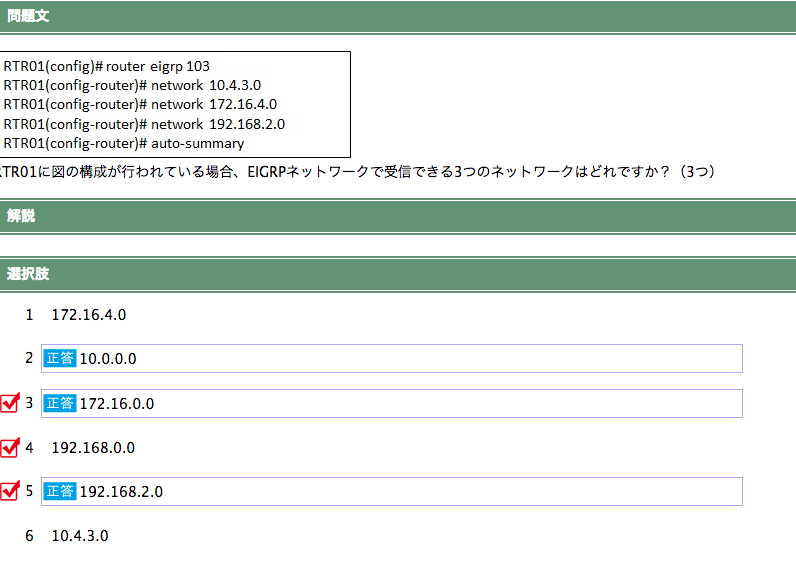 問題文
RTR01(config)# router eigrp 103
RTR01(config-router)# network 10.4.3.0
RTR01(config-router)# network 172.16.4.0
RTR01(config-router)# network 192.168.2.0
RTR01(config-router)# auto-summary
RTR01に図の構成が行われている場合、EIGRPネットワークで受信できる3つのネットワークはどれですか？（3つ）
解説
選択肢
1 172.16.4.0
2 正答 10.0.0.0
3 正答 172.16.0.0
4 192.168.0.0
5 正答 192.168.2.0
6 10.4.3.0